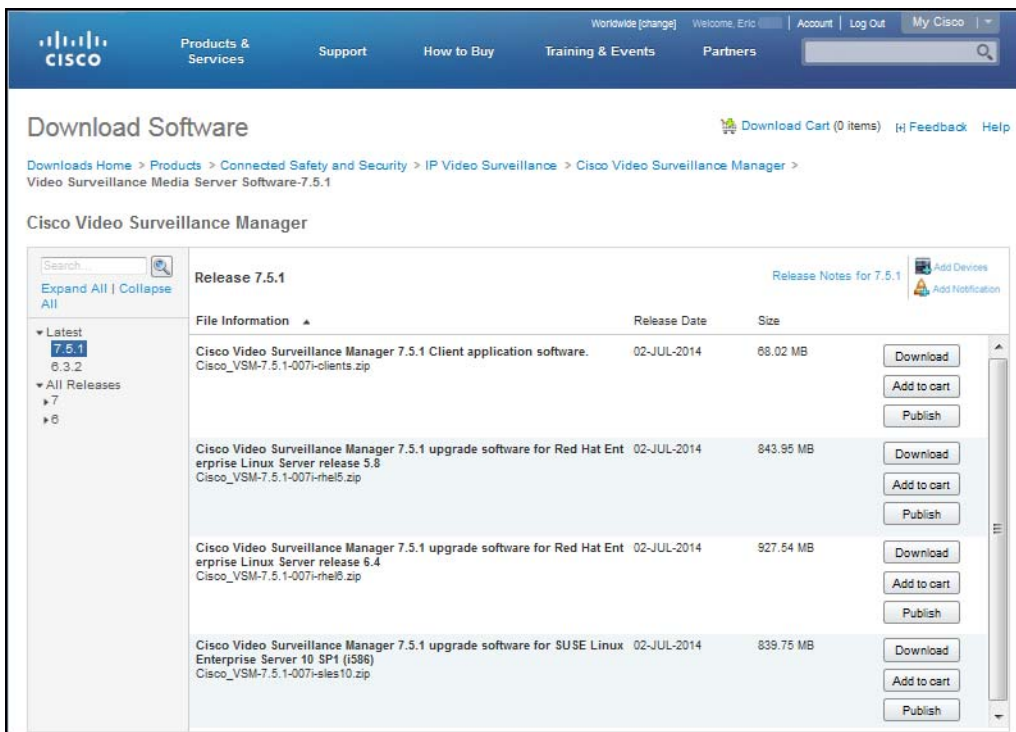 Worldwide [change] Welcome, Eric | Account | Log Out My Cisco
CISCO
Products & Services Support How to Buy Training & Events Partners
Download Software
Download Cart (0 items) [+] Feedback Help
Downloads Home > Products > Connected Safety and Security > IP Video Surveillance > Cisco Video Surveillance Manager >
Video Surveillance Media Server Software-7.5.1
Cisco Video Surveillance Manager
Search...
Expand All | Collapse All
Latest
7.5.1
6.3.2
All Releases
7
6
Release 7.5.1
Release Notes for 7.5.1
Add Devices
Add Notification
File Information Release Date Size
Cisco Video Surveillance Manager 7.5.1 Client application software. 02-JUL-2014 68.02 MB
Cisco_VSM-7.5.1-007i-clients.zip
Download
Add to cart
Publish
Cisco Video Surveillance Manager 7.5.1 upgrade software for Red Hat Ent 02-JUL-2014 843.95 MB
erprise Linux Server release 5.8
Cisco_VSM-7.5.1-007i-rhel5.zip
Download
Add to cart
Publish
Cisco Video Surveillance Manager 7.5.1 upgrade software for Red Hat Ent 02-JUL-2014 927.54 MB
erprise Linux Server release 6.4
Cisco_VSM-7.5.1-007i-rhel6.zip
Download
Add to cart
Publish
Cisco Video Surveillance Manager 7.5.1 upgrade software for SUSE Linux 02-JUL-2014 839.75 MB
Enterprise Server 10 SP1 (i586)
Cisco_VSM-7.5.1-007i-sles10.zip
Download
Add to cart
Publish